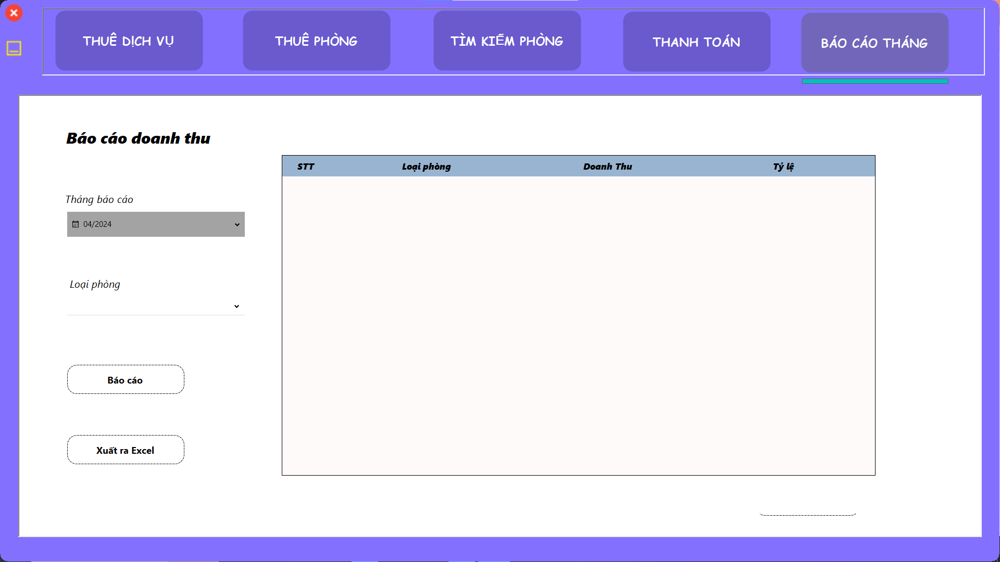 THUÊ DỊCH VỤ
THUÊ PHÒNG
TÌM KIẾM PHÒNG
THANH TOÁN
BÁO CÁO THÁNG
Báo cáo doanh thu
STT
Loại phòng
Doanh Thu
Tỷ lệ
Tháng báo cáo
04/2024
Loại phòng
Báo cáo
Xuất ra Excel